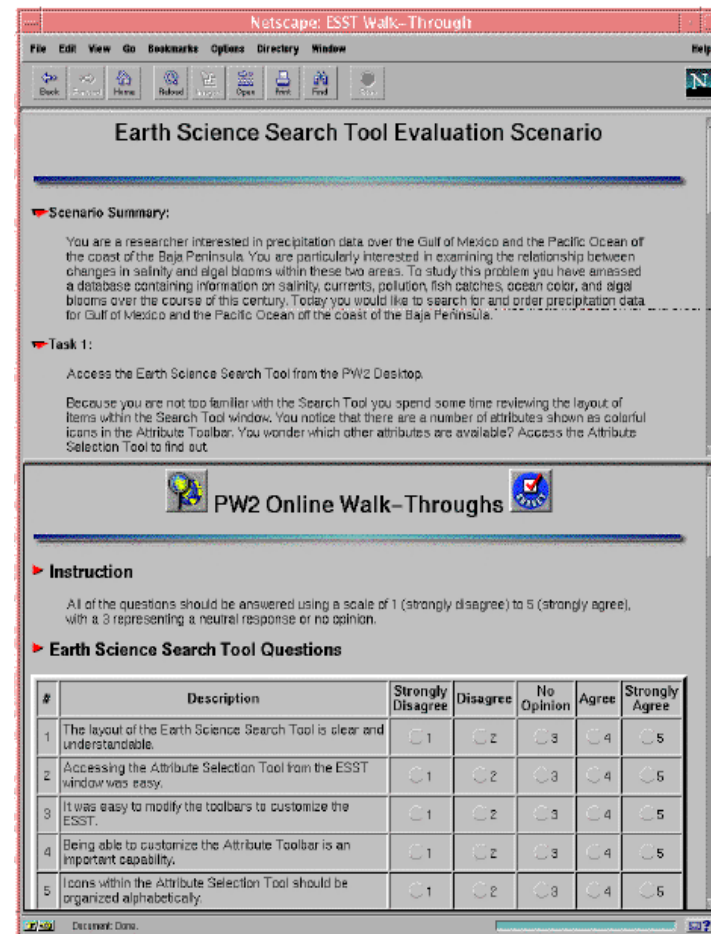 Netscape: ESST Walk-Through
File Edit View Go Bookmarks Options Directory Window Help
Back Forward Home Reload Images Open Print Find Stop
N
Earth Science Search Tool Evaluation Scenario
Scenario Summary:
You are a researcher interested in precipitation data over the Gulf of Mexico and the Pacific Ocean off
the coast of the Baja Peninsula. You are particularly interested in examining the relationship between
changes in salinity and algal blooms within these two areas. To study this problem you have amassed
a database containing information on salinity, currents, pollution, fish catches, ocean color, and algal
blooms over the course of this century. Today you would like to search for and order precipitation data
for Gulf of Mexico and the Pacific Ocean off the coast of the Baja Peninsula.
Task 1:
Access the Earth Science Search Tool from the PW2 Desktop.
Because you are not too familiar with the Search Tool you spend some time reviewing the layout of
items within the Search Tool window. You notice that there are a number of attributes shown as colorful
icons in the Attribute Toolbar. You wonder which other attributes are available? Access the Attribute
Selection Tool to find out.
PW2 Online Walk-Throughs
Instruction
All of the questions should be answered using a scale of 1 (strongly disagree) to 5 (strongly agree),
with a 3 representing a neutral response or no opinion.
Earth Science Search Tool Questions
# Description Strongly Disagree Disagree No Opinion Agree Strongly Agree
1 The layout of the Earth Science Search Tool is clear and
understandable. 1 2 3 4 5
2 Accessing the Attribute Selection Tool from the ESST
window was easy. 1 2 3 4 5
3 It was easy to modify the toolbars to customize the
ESST. 1 2 3 4 5
4 Being able to customize the Attribute Toolbar is an
important capability. 1 2 3 4 5
5 Icons within the Attribute Selection Tool should be
organized alphabetically. 1 2 3 4 5
Document: Done.